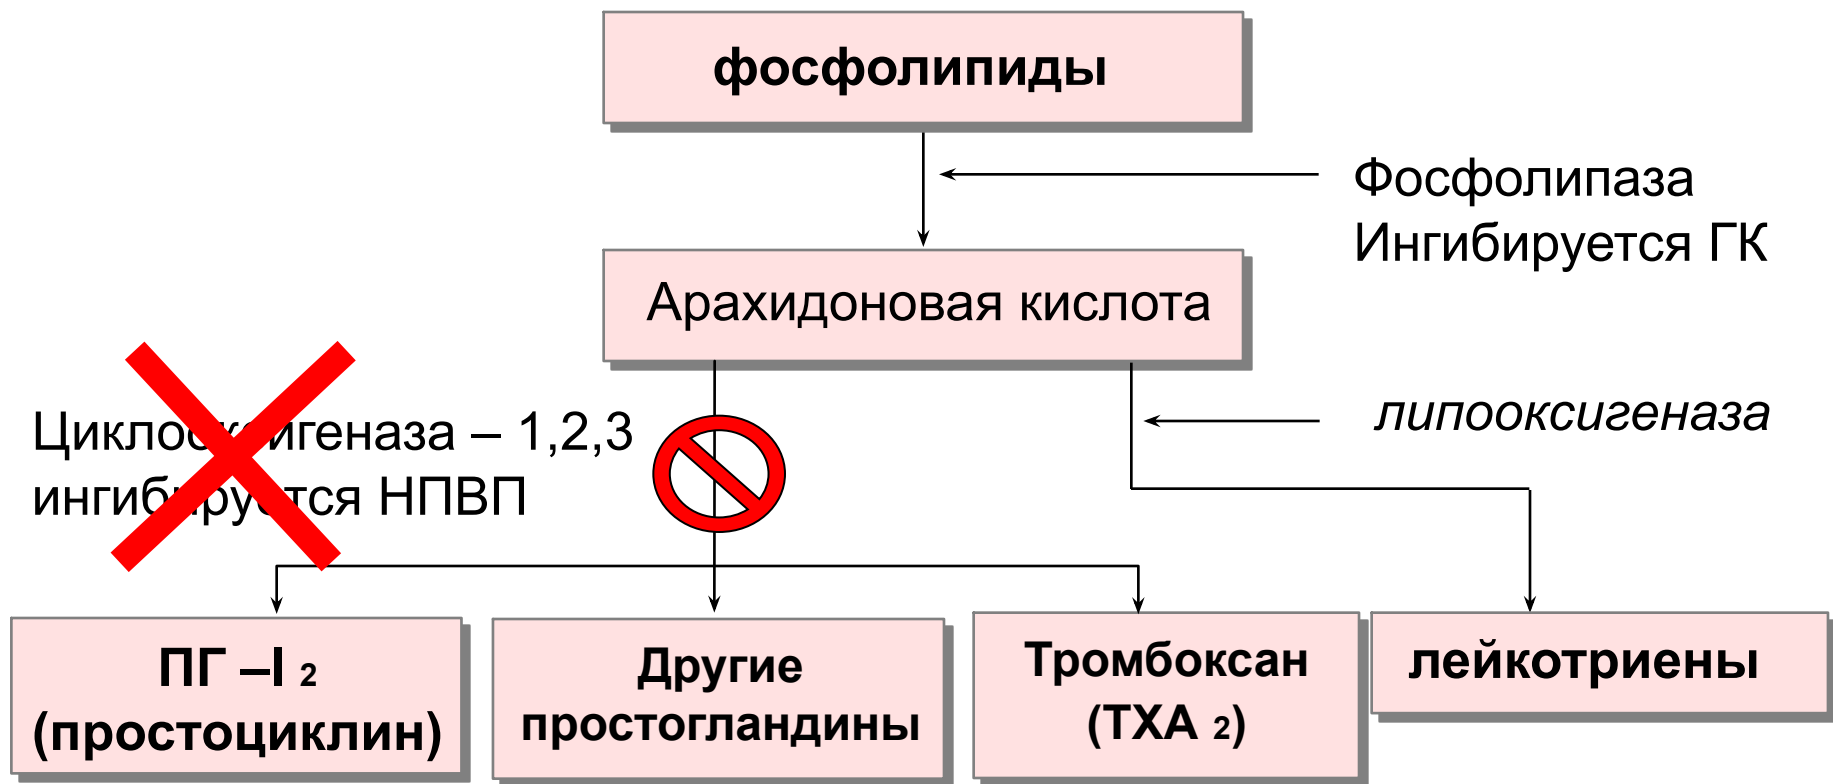 фосфолипиды
Фосфолипаза
Ингибируется ГК
Арахидоновая кислота
Циклооксигеназа – 1,2,3
ингибируется НПВП
липооксигеназа
ПГ –I 2
(простоциклин)
Другие
простогландины
Тромбоксан
(ТХА 2)
лейкотриены